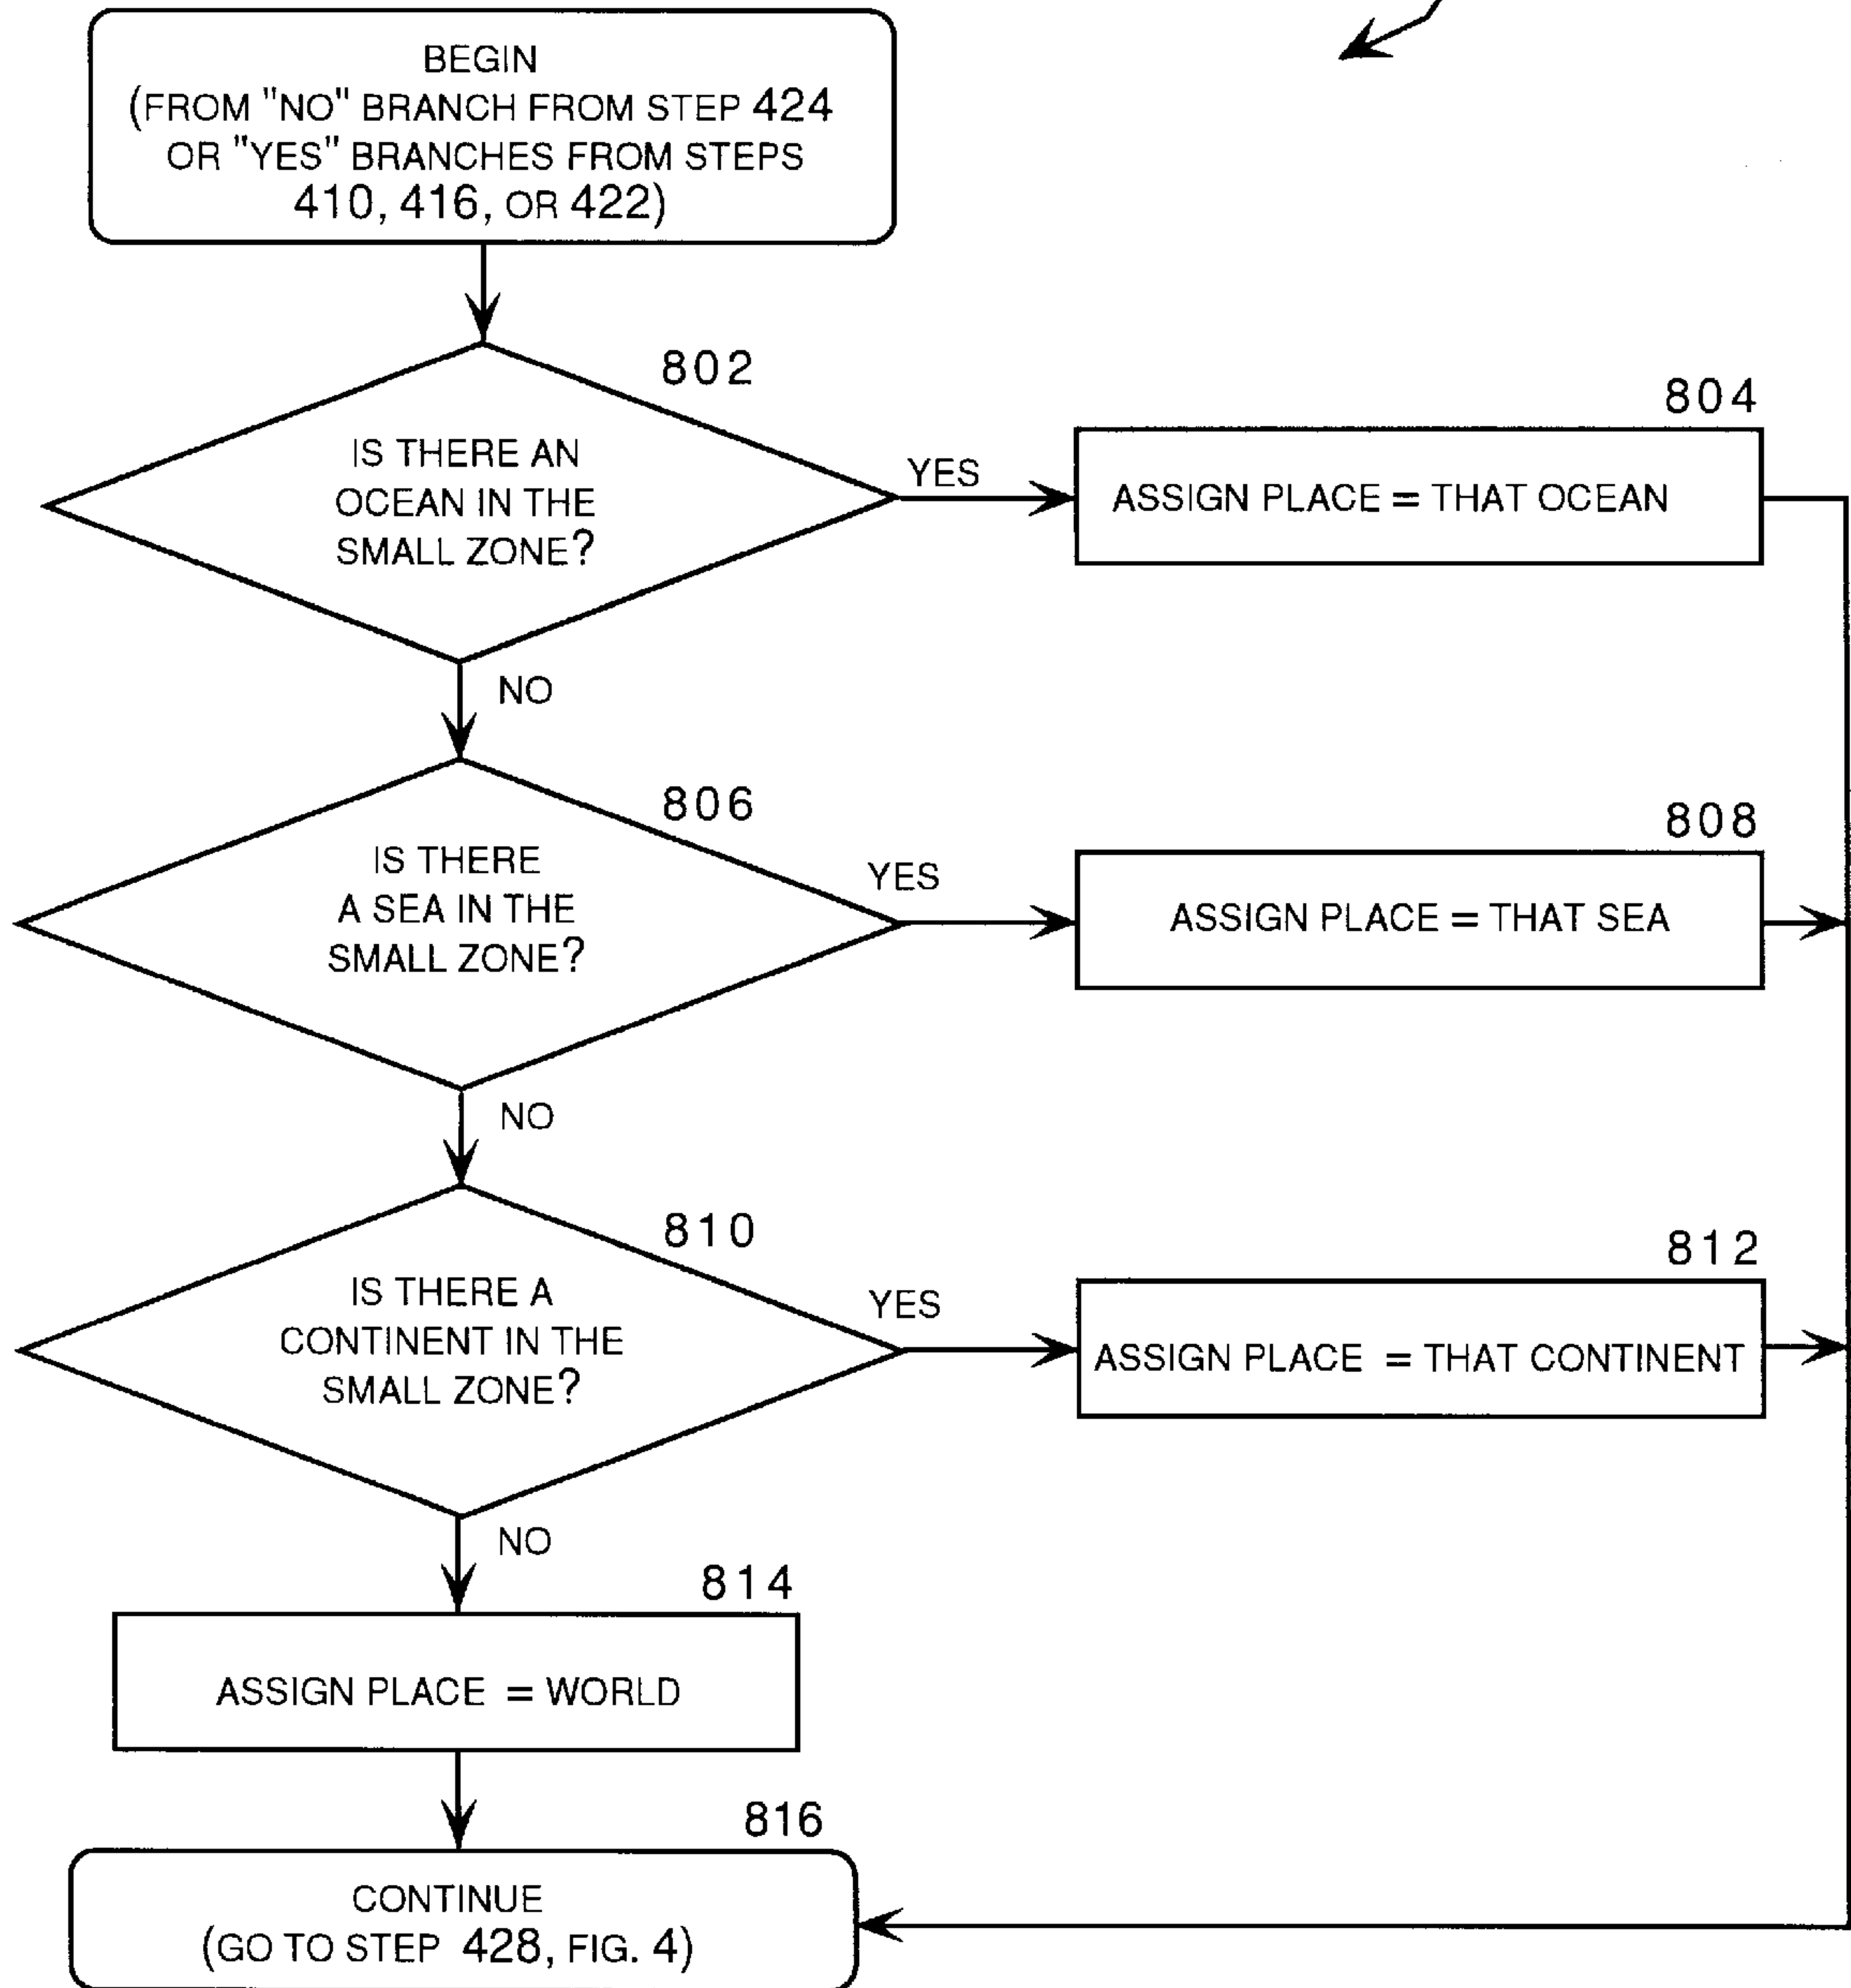 BEGIN
(FROM "NO" BRANCH FROM STEP 424
OR "YES" BRANCHES FROM STEPS
410, 416, OR 422)
802
IS THERE AN
OCEAN IN THE
SMALL ZONE?
YES
804
ASSIGN PLACE = THAT OCEAN
NO
806
IS THERE
A SEA IN THE
SMALL ZONE?
YES
808
ASSIGN PLACE = THAT SEA
NO
810
IS THERE A
CONTINENT IN THE
SMALL ZONE?
YES
812
ASSIGN PLACE = THAT CONTINENT
NO
814
ASSIGN PLACE = WORLD
816
CONTINUE
(GO TO STEP 428, FIG. 4)